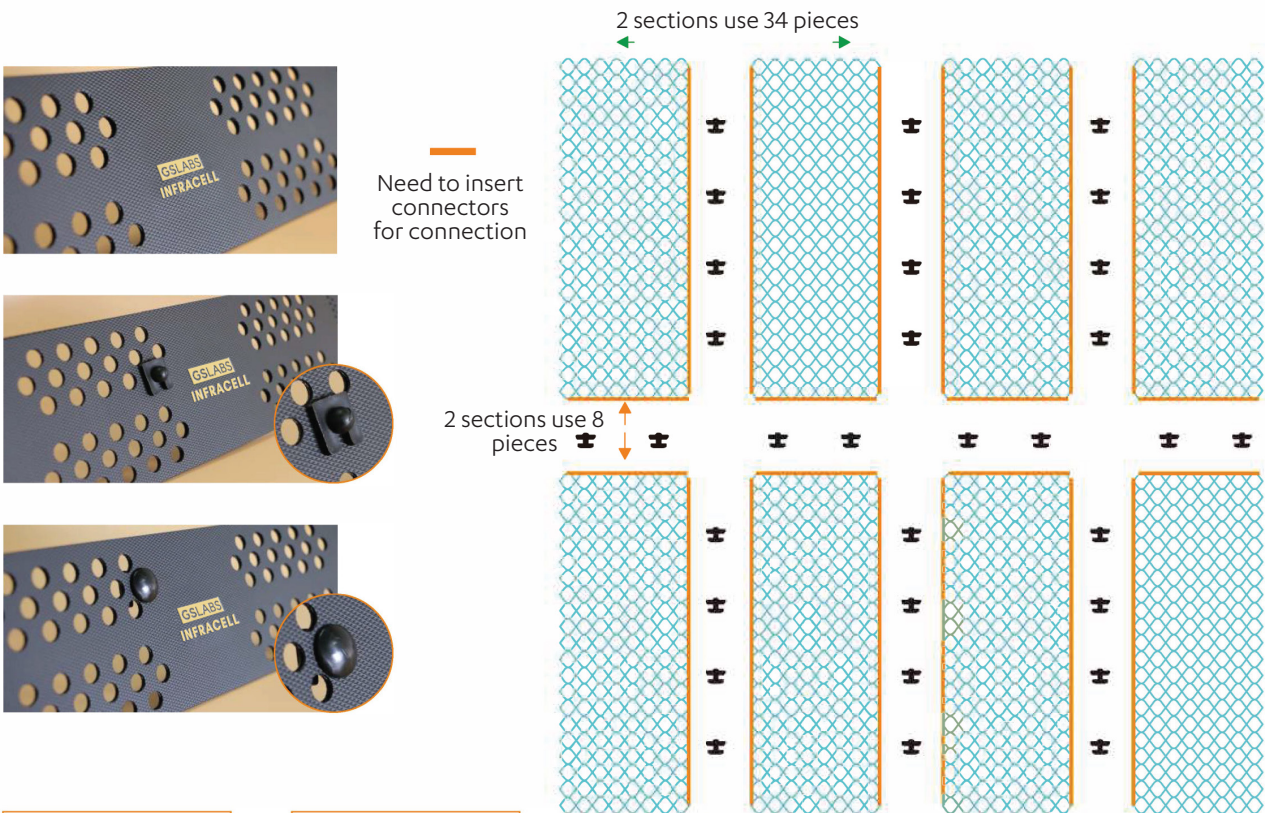 2 sections use 34 pieces
GSLABS
INFRACELL
Need to insert
connectors
for connection
GSLABS
INFRACELL
2 sections use 8
pieces
GSLABS
INFRACELL